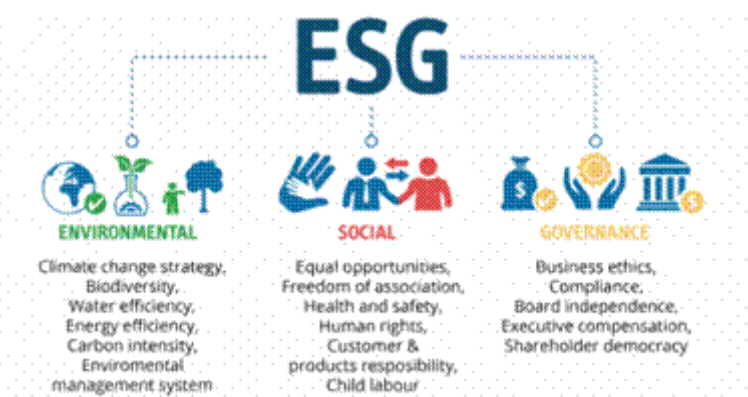 ESG
ENVIRONMENTAL
Climate change strategy,
Biodiversity,
Water efficiency,
Energy efficiency,
Carbon intensity,
Enviromental
management system
SOCIAL
Equal opportunities,
Freedom of association,
Health and safety,
Human rights,
Customer &
products resposibility,
Child labour
GOVERNANCE
Business ethics,
Compliance,
Board independence,
Executive compensation,
Shareholder democracy